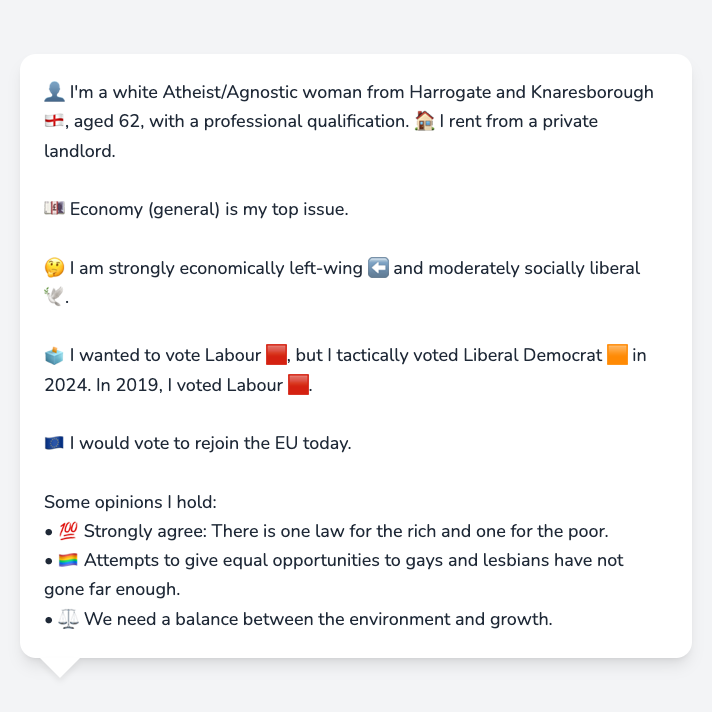 👤 I'm a white Atheist/Agnostic woman from Harrogate and Knaresborough
🏴󠁧󠁢󠁥󠁮󠁧󠁿, aged 62, with a professional qualification. 🏠 I rent from a private
landlord.
💷 Economy (general) is my top issue.
🤔 I am strongly economically left-wing ⬅️ and moderately socially liberal
🕊️.
🗳️ I wanted to vote Labour 🟥, but I tactically voted Liberal Democrat 🟧 in
2024. In 2019, I voted Labour 🟥.
🇪🇺 I would vote to rejoin the EU today.
Some opinions I hold:
• 💯 Strongly agree: There is one law for the rich and one for the poor.
• 🏳️‍🌈 Attempts to give equal opportunities to gays and lesbians have not
gone far enough.
• ⚖️ We need a balance between the environment and growth.